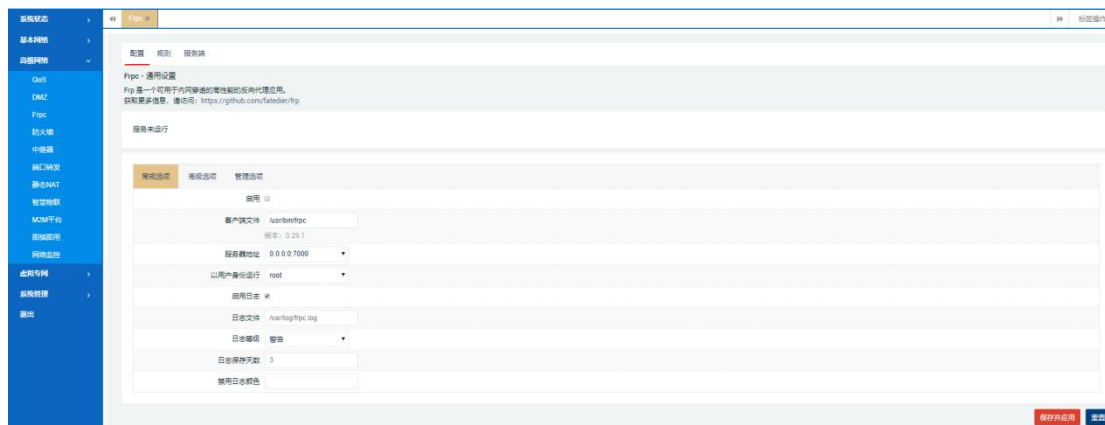 系统状态
基本网络
高级网络
QoS
DMZ
Frpc
防火墙
中继器
端口转发
静态NAT
智慧物联
M2M平台
网络监控
虚拟专网
系统管理
退出
Frpc
标签操作
配置 规则 服务端
Frpc - 通用设置
Frp 是一个可用于内网穿透的高性能的反向代理应用。
获取更多信息，请访问：https://github.com/fatedier/frp
服务未运行
常规选项 高级选项 管理选项
启用
客户端文件 /usr/bin/frpc
版本：0.29.1
服务器地址 0.0.0.0:7000
以用户身份运行 root
启用日志
日志文件 /var/log/frpc.log
日志等级 警告
日志保存天数 3
禁用日志颜色
保存并应用 重置